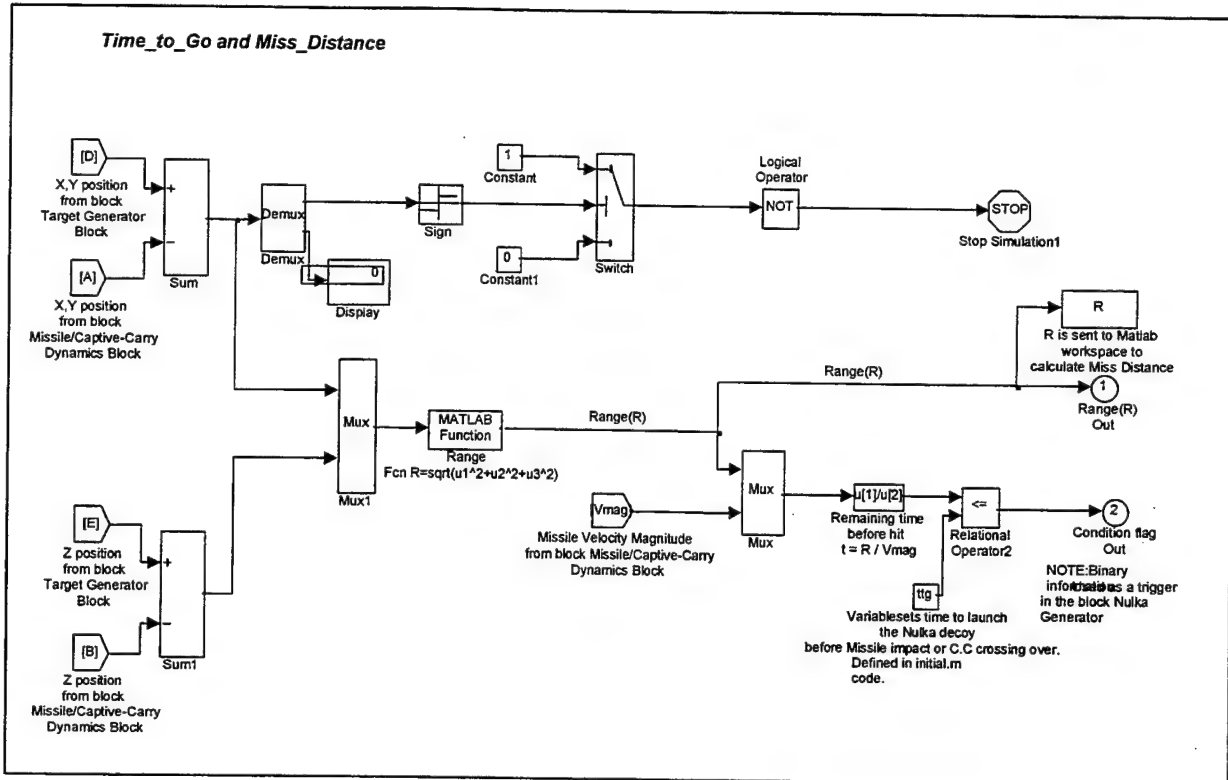 Time_to_Go and Miss_Distance
[D]
X,Y position
from block
Target Generator
Block
[A]
X,Y position
from block
Missile/Captive-Carry
Dynamics Block
+
−
Sum
Demux
Demux
0
Display
Sign
1
Constant
0
Constant1
Switch
Logical
Operator
NOT
STOP
Stop Simulation1
R
R is sent to Matlab
workspace to
calculate Miss Distance
Range(R)
1
Range(R)
Out
Mux
Mux1
MATLAB
Function
Range
Fcn R=sqrt(u1^2+u2^2+u3^2)
Range(R)
[E]
Z position
from block
Target Generator
Block
[B]
Z position
from block
Missile/Captive-Carry
Dynamics Block
+
−
Sum1
[Vmag]
Missile Velocity Magnitude
from block Missile/Captive-Carry
Dynamics Block
Mux
Mux
u[1]/u[2]
Remaining time
before hit
t = R / Vmag
<=
Relational
Operator2
2
Condition flag
Out
NOTE:Binary
as a trigger
in the block Nulka
Generator
ttg
Variablesets time to launch
the Nulka decoy
before Missile impact or C.C crossing over.
Defined in initial.m
code.